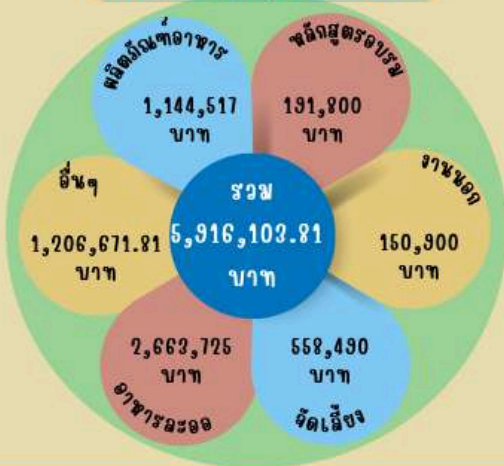 ผลิตภัณฑ์อาหาร
1,144,517
บาท
หลักสูตรอบรม
191,800
บาท
งานนอก
150,900
บาท
จัดเลี้ยง
558,490
บาท
อาหารละออ
2,663,725
บาท
อื่นๆ
1,206,671.81
บาท
รวม
5,916,103.81
บาท